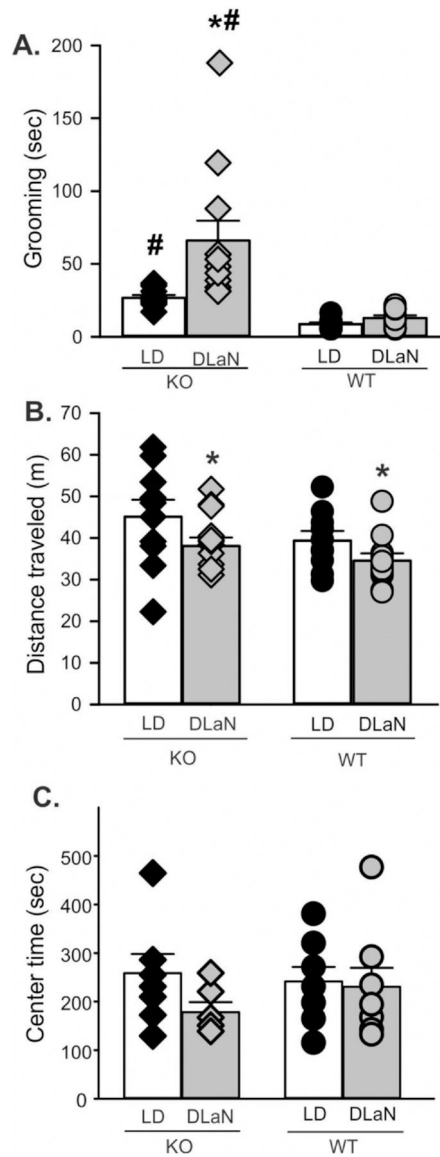 A.
*#
#
Grooming (sec)
200
150
100
50
0
LD DLaN LD DLaN
KO WT
B.
* *
Distance traveled (m)
70
60
50
40
30
20
10
0
LD DLaN LD DLaN
KO WT
C.
Center time (sec)
500
400
300
200
100
0
LD DLaN LD DLaN
KO WT